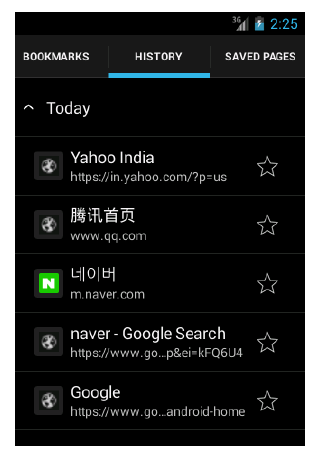 3G 2:25
BOOKMARKS HISTORY SAVED PAGES
Today
Yahoo India
https://in.yahoo.com/?p=us
腾讯首页
www.qq.com
네이버
m.naver.com
N
naver - Google Search
https://www.go...p&ei=kFQ6U4
Google
https://www.go...android-home